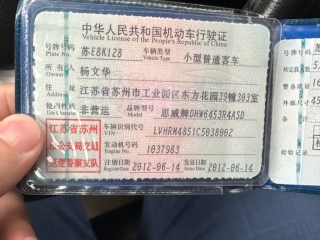 中华人民共和国机动车行驶证
Vehicle License of the People's Republic of China
号牌号码 苏E8K128 车辆类型 小型普通客车
Plate No. Vehicle Type
所有人 杨文华
Owner
住址 江苏省苏州市工业园区东方花园39幢303室
Address
使用性质 非营运 品牌型号 思威牌DHW6453R4ASD
Use Character Model
江苏省苏州
市公安局交通
巡逻警察支队
车辆识别代号 LVHRM4851C5038002
VIN
发动机号码 1037983
Engine No.
注册日期 2012-06-14 发证日期 2012-06-14
Register Date Issue Date